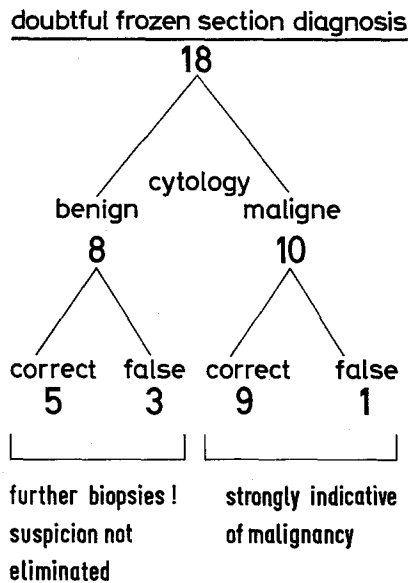 doubtful frozen section diagnosis
18
cytology
benign maligne
8 10
correct false correct false
5 3 9 1
further biopsies ! strongly indicative
suspicion not of malignancy
eliminated